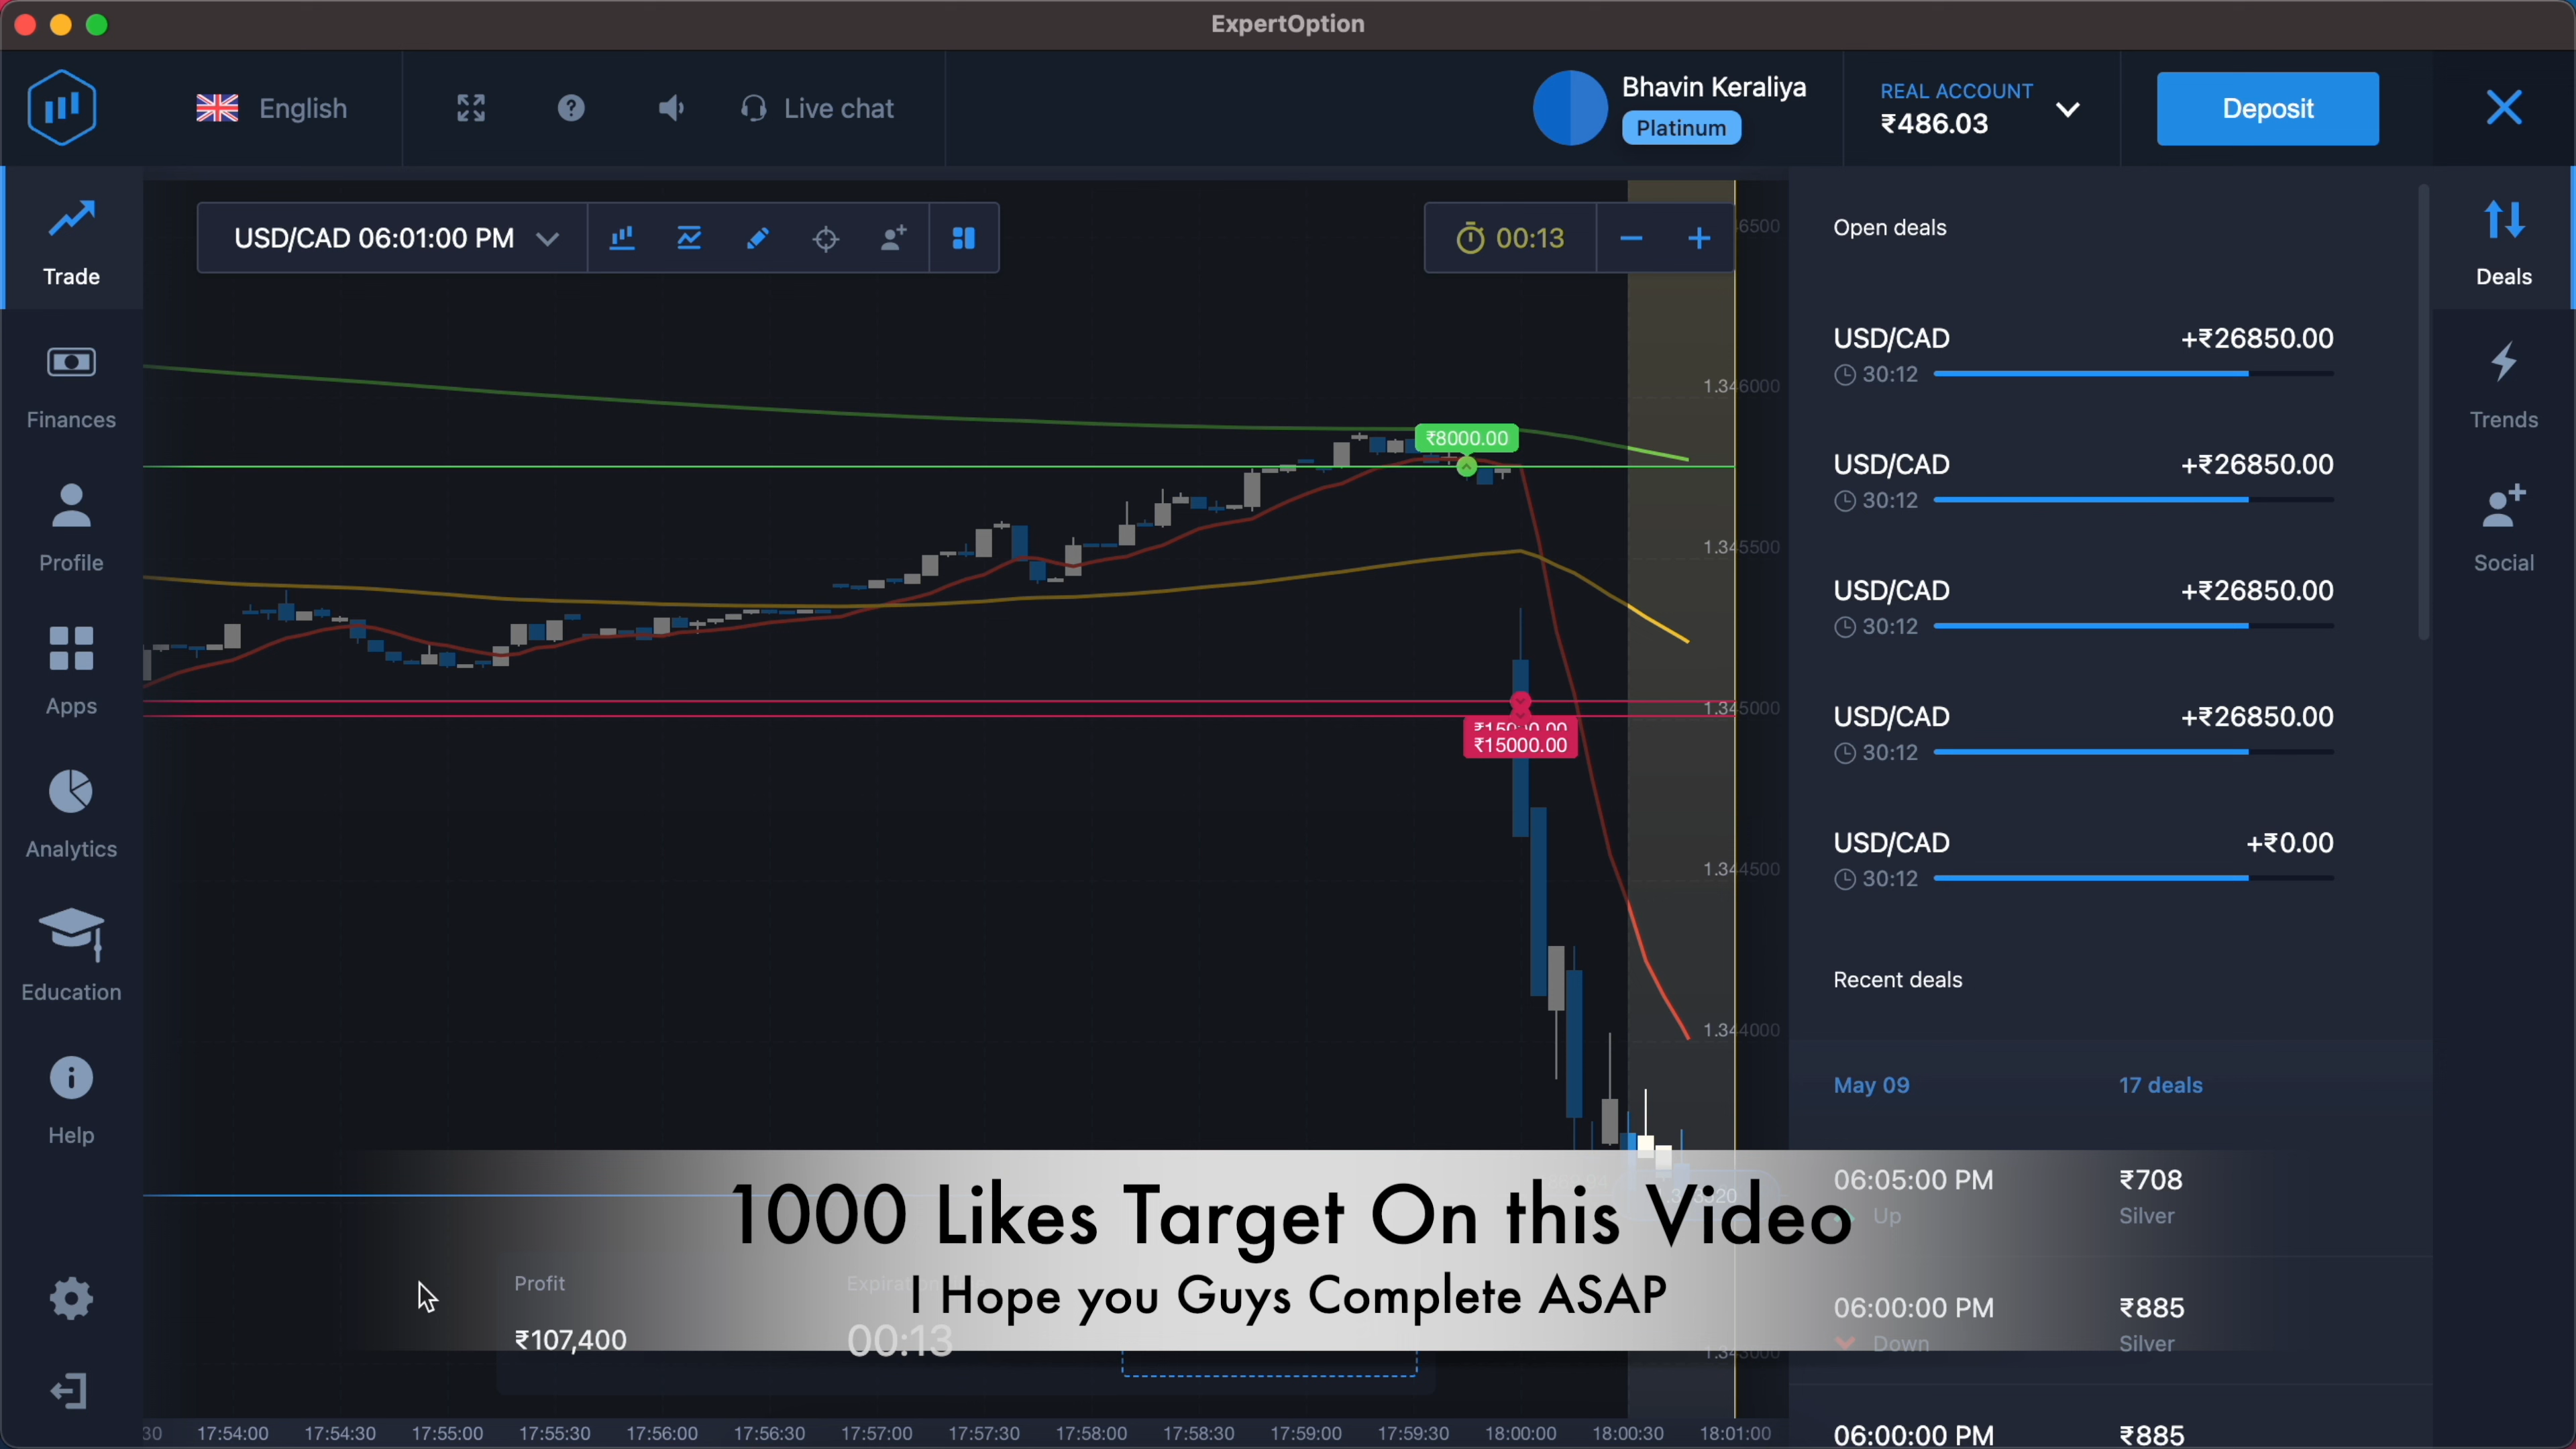 ExpertOption
English
Live chat
Bhavin Keraliya
Platinum
REAL ACCOUNT
₹486.03
Deposit
Trade
Finances
Profile
Apps
Analytics
Education
Help
USD/CAD 06:01:00 PM
00:13
₹8000.00
₹15000.00
1.346000
1.345500
1.345000
1.344500
1.344000
Open deals
USD/CAD +₹26850.00
30:12
USD/CAD +₹26850.00
30:12
USD/CAD +₹26850.00
30:12
USD/CAD +₹26850.00
30:12
USD/CAD +₹0.00
30:12
Recent deals
May 09 17 deals
06:05:00 PM ₹708
Up Silver
06:00:00 PM ₹885
Down Silver
06:00:00 PM ₹885
Deals
Trends
Social
1000 Likes Target On this Video
I Hope you Guys Complete ASAP
Profit
₹107,400
00:13
30 17:54:00 17:54:30 17:55:00 17:55:30 17:56:00 17:56:30 17:57:00 17:57:30 17:58:00 17:58:30 17:59:00 17:59:30 18:00:00 18:00:30 18:01:00